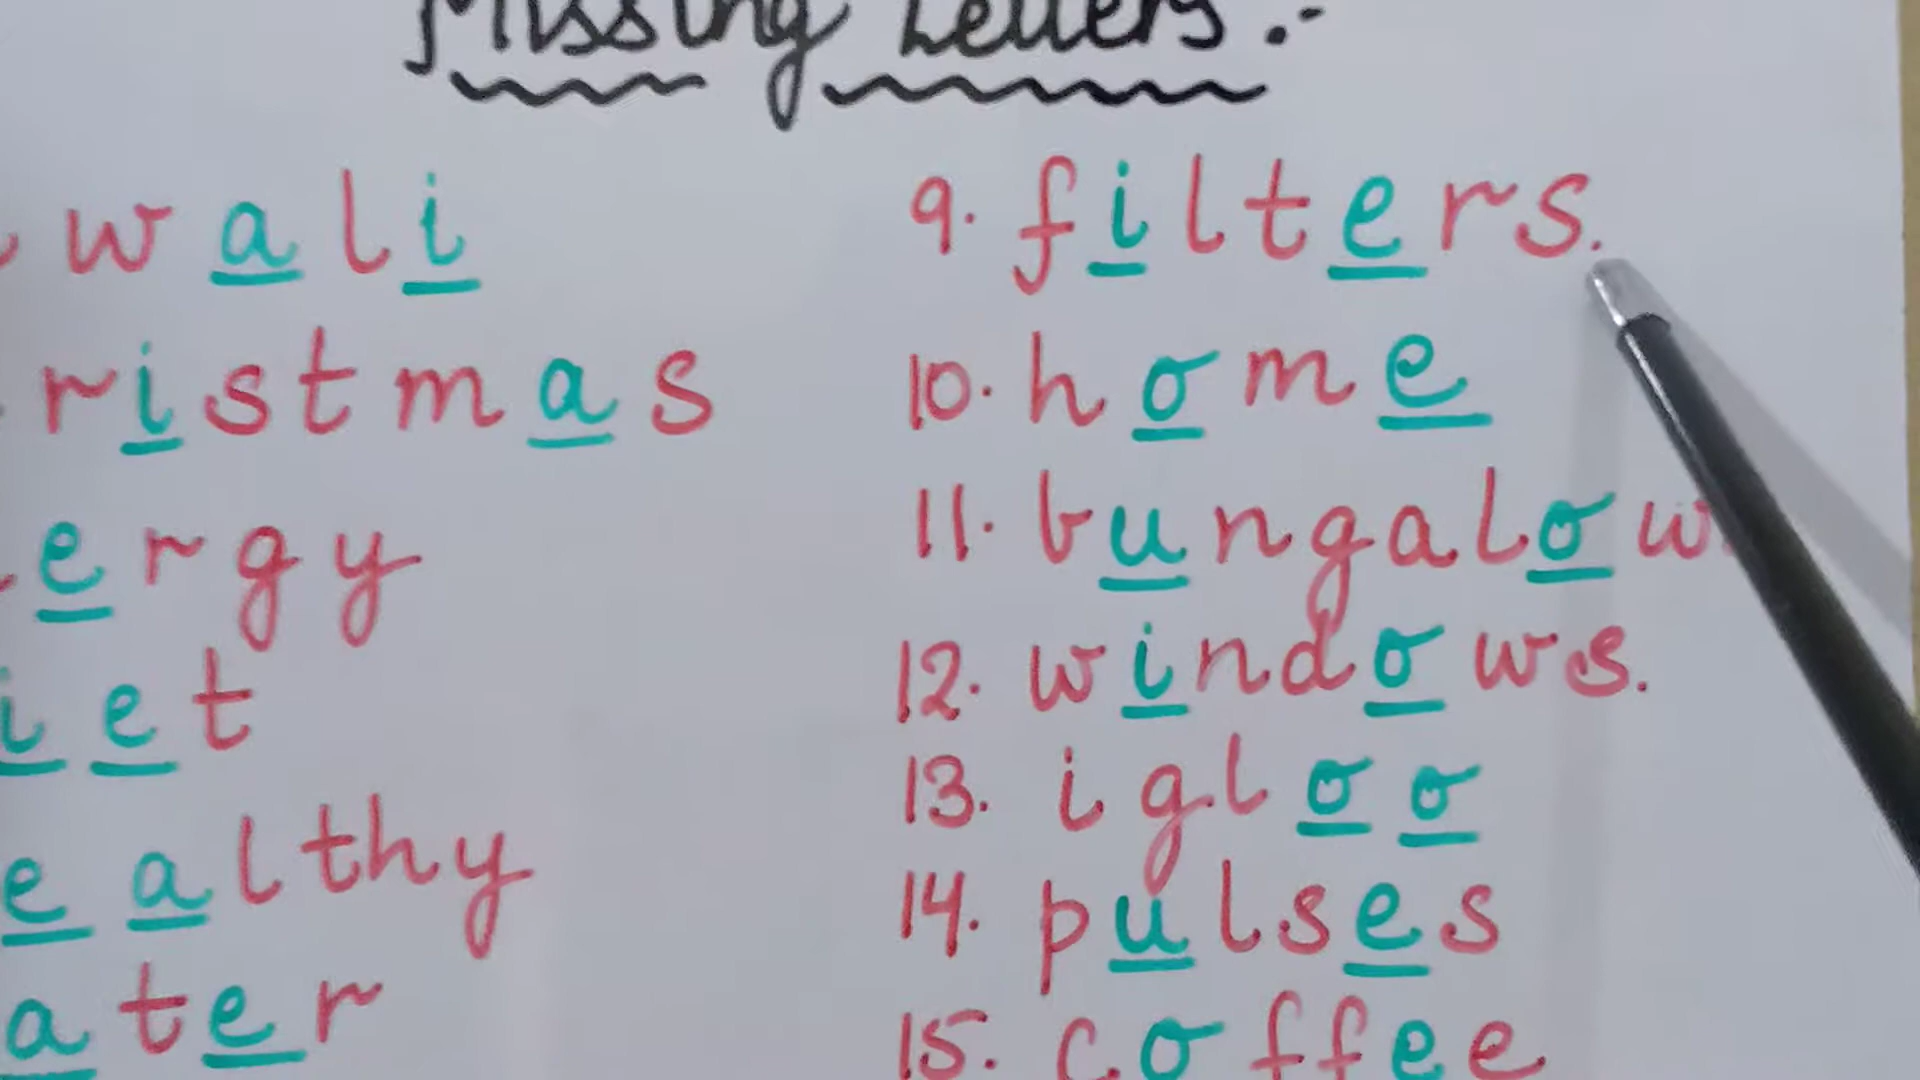 Missing Letters :-
wali
ristmas
ergy
iet
ealthy
ater
9. filters.
10. home
11. bungalow.
12. windows.
13. igloo
14. pulses
15. coffee